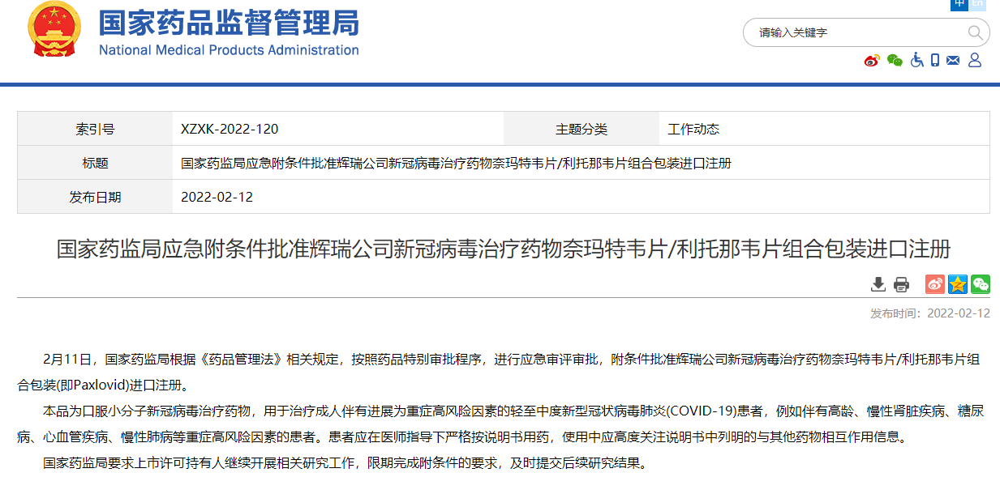 国家药品监督管理局
National Medical Products Administration
中 En
请输入关键字
索引号 XZXK-2022-120 主题分类 工作动态
标题 国家药监局应急附条件批准辉瑞公司新冠病毒治疗药物奈玛特韦片/利托那韦片组合包装进口注册
发布日期 2022-02-12
国家药监局应急附条件批准辉瑞公司新冠病毒治疗药物奈玛特韦片/利托那韦片组合包装进口注册
发布时间：2022-02-12
2月11日，国家药监局根据《药品管理法》相关规定，按照药品特别审批程序，进行应急审评审批，附条件批准辉瑞公司新冠病毒治疗药物奈玛特韦片/利托那韦片组
合包装(即Paxlovid)进口注册。
本品为口服小分子新冠病毒治疗药物，用于治疗成人伴有进展为重症高风险因素的轻至中度新型冠状病毒肺炎(COVID-19)患者，例如伴有高龄、慢性肾脏疾病、糖尿
病、心血管疾病、慢性肺病等重症高风险因素的患者。患者应在医师指导下严格按说明书用药，使用中应高度关注说明书中列明的与其他药物相互作用信息。
国家药监局要求上市许可持有人继续开展相关研究工作，限期完成附条件的要求，及时提交后续研究结果。